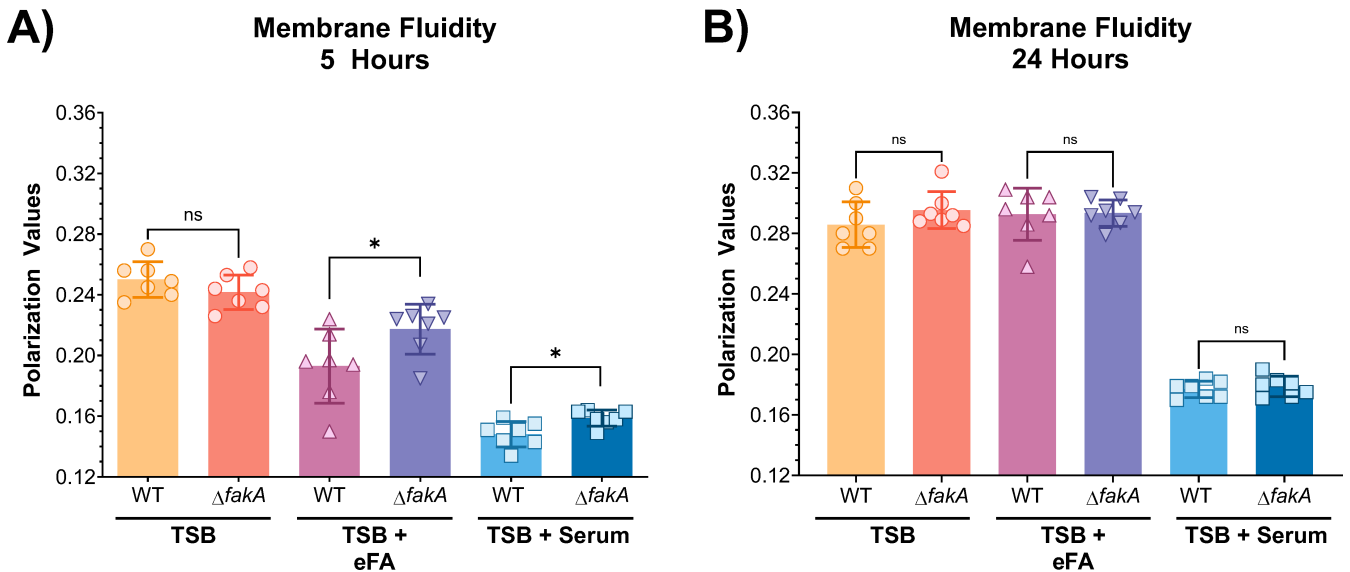 A)
Membrane Fluidity
5 Hours
Polarization Values
0.36
0.32
0.28
0.24
0.20
0.16
0.12
ns
*
*
WT
ΔfakA
WT
ΔfakA
WT
ΔfakA
TSB
TSB +
eFA
TSB + Serum
B)
Membrane Fluidity
24 Hours
Polarization Values
0.36
0.32
0.28
0.24
0.20
0.16
0.12
ns
ns
ns
WT
ΔfakA
WT
ΔfakA
WT
ΔfakA
TSB
TSB +
eFA
TSB + Serum